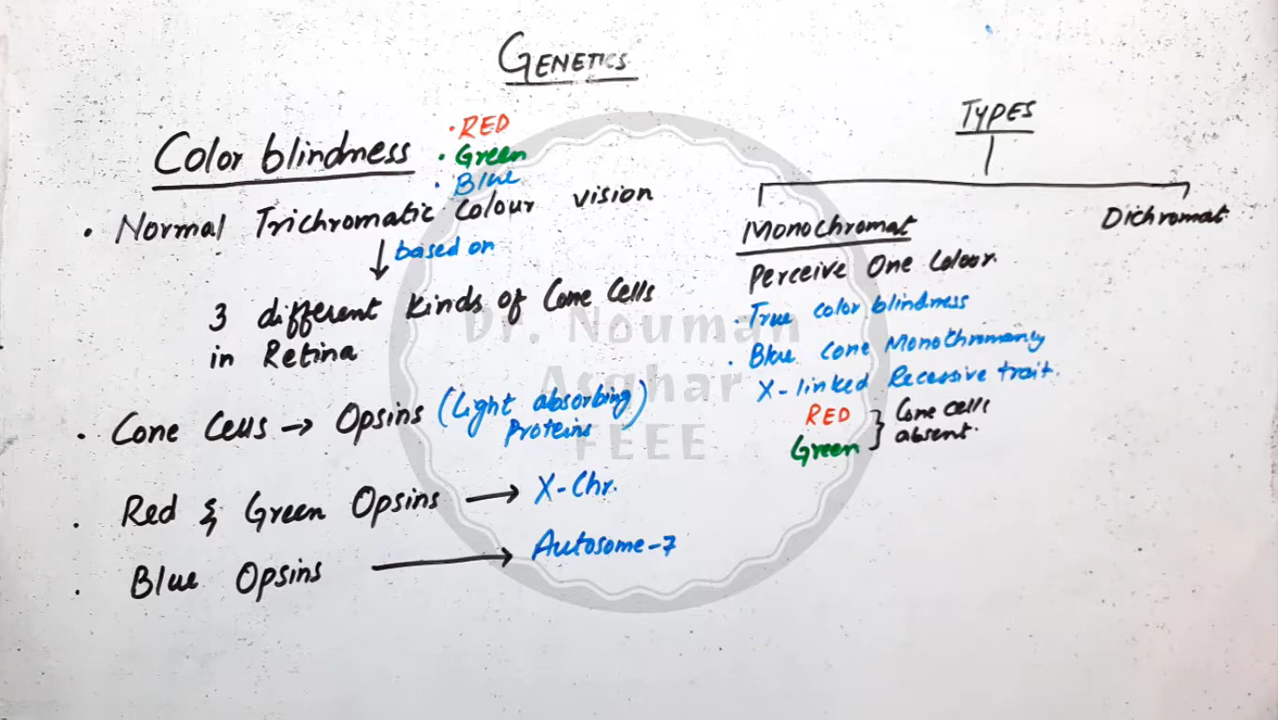 GENETICS
Color blindness
• RED
• Green
• Blue
• Normal Trichromatic Colour vision
based on
3 different kinds of Cone Cells
in Retina
• Cone Cells → Opsins (Light absorbing)
Proteins
• Red & Green Opsins → X-Chr.
• Blue Opsins → Autosome-7
TYPES
Monochromat
Perceive One Colour.
• True color blindness
• Blue Cone Monochromancy
X-linked Recessive trait.
RED } Cone cells
Green absent.
Dichromat
Dr. Nouman
Asghar
FEEE